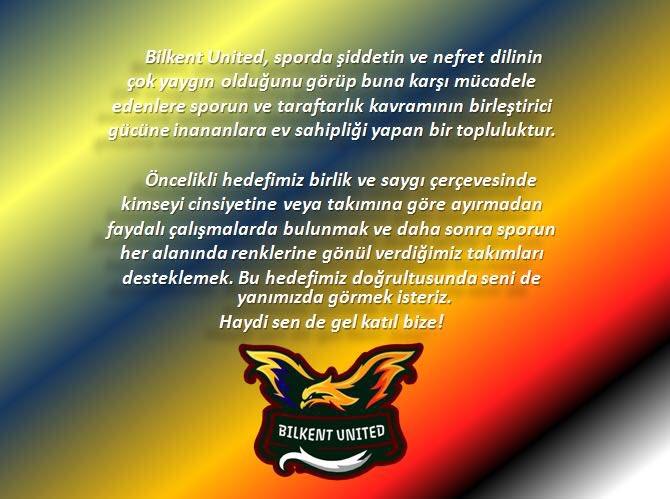 Bilkent United, sporda şiddetin ve nefret dilinin
çok yaygın olduğunu görüp buna karşı mücadele
edenlere sporun ve taraftarlık kavramının birleştirici
gücüne inananlara ev sahipliği yapan bir topluluktur.
Öncelikli hedefimiz birlik ve saygı çerçevesinde
kimseyi cinsiyetine veya takımına göre ayırmadan
faydalı çalışmalarda bulunmak ve daha sonra sporun
her alanında renklerine gönül verdiğimiz takımları
desteklemek. Bu hedefimiz doğrultusunda seni de
yanımızda görmek isteriz.
Haydi sen de gel katıl bize!
BILKENT UNITED